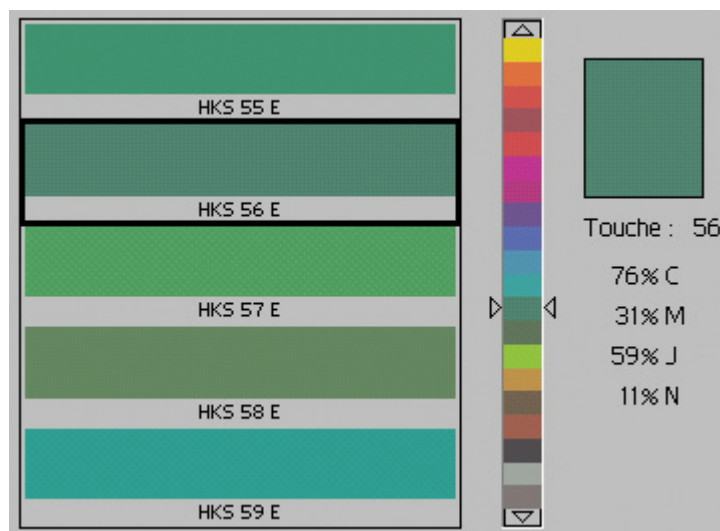 HKS 55 E
HKS 56 E
HKS 57 E
HKS 58 E
HKS 59 E
Touche : 56
76% C
31% M
59% J
11% N